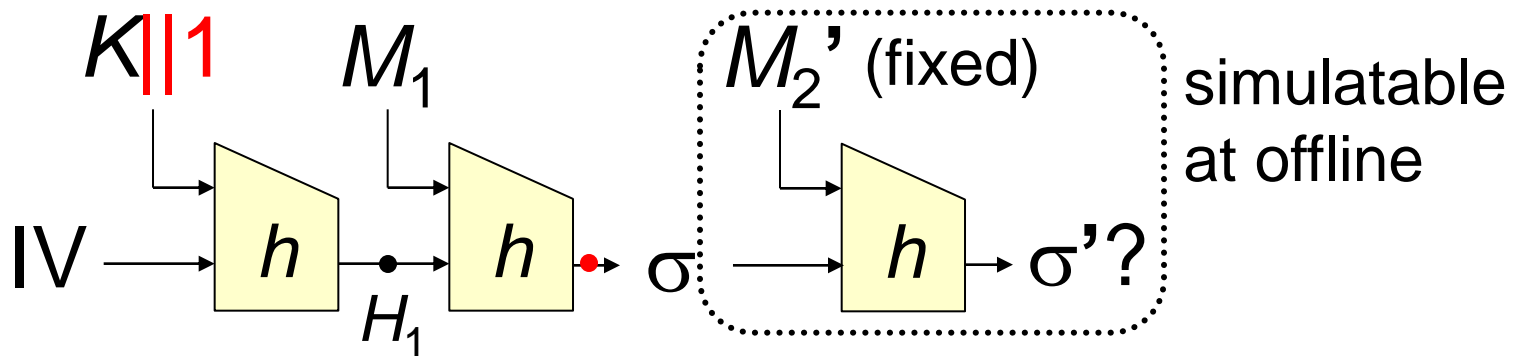 K||1
M₁
M₂' (fixed)
simulatable
at offline
IV
h
H₁
h
σ
h
σ'?